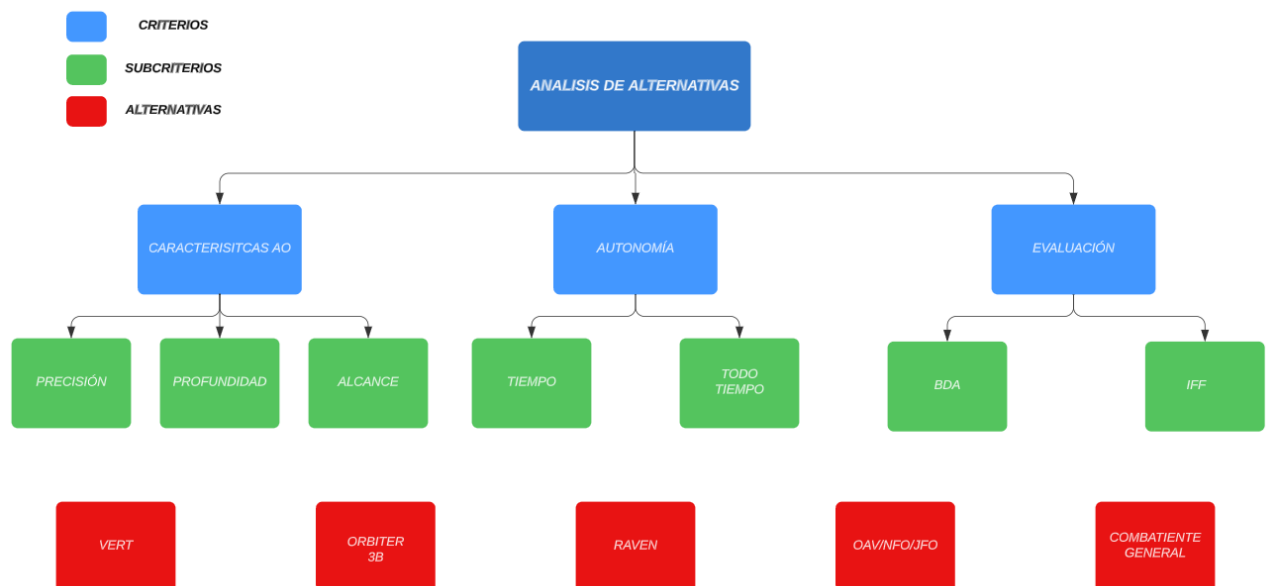 CRITERIOS
SUBCRITERIOS
ALTERNATIVAS
ANALISIS DE ALTERNATIVAS
CARACTERISITCAS AO
AUTONOMÍA
EVALUACIÓN
PRECISIÓN
PROFUNDIDAD
ALCANCE
TIEMPO
TODO
TIEMPO
BDA
IFF
VERT
ORBITER
3B
RAVEN
OAV/NFO/JFO
COMBATIENTE
GENERAL